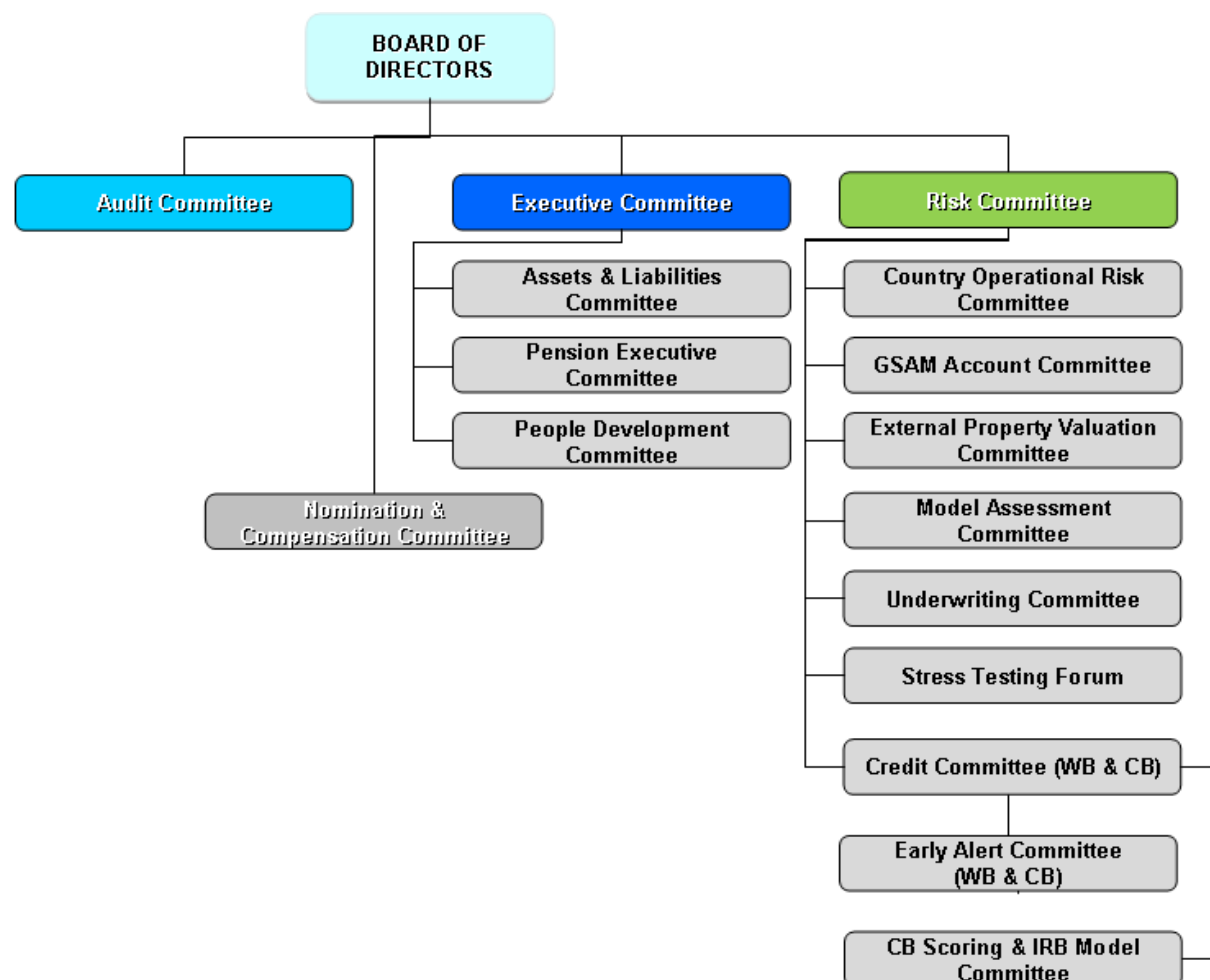 BOARD OF
DIRECTORS
Audit Committee
Executive Committee
Risk Committee
Assets & Liabilities
Committee
Pension Executive
Committee
People Development
Committee
Nomination &
Compensation Committee
Country Operational Risk
Committee
GSAM Account Committee
External Property Valuation
Committee
Model Assessment
Committee
Underwriting Committee
Stress Testing Forum
Credit Committee (WB & CB)
Early Alert Committee
(WB & CB)
CB Scoring & IRB Model
Committee